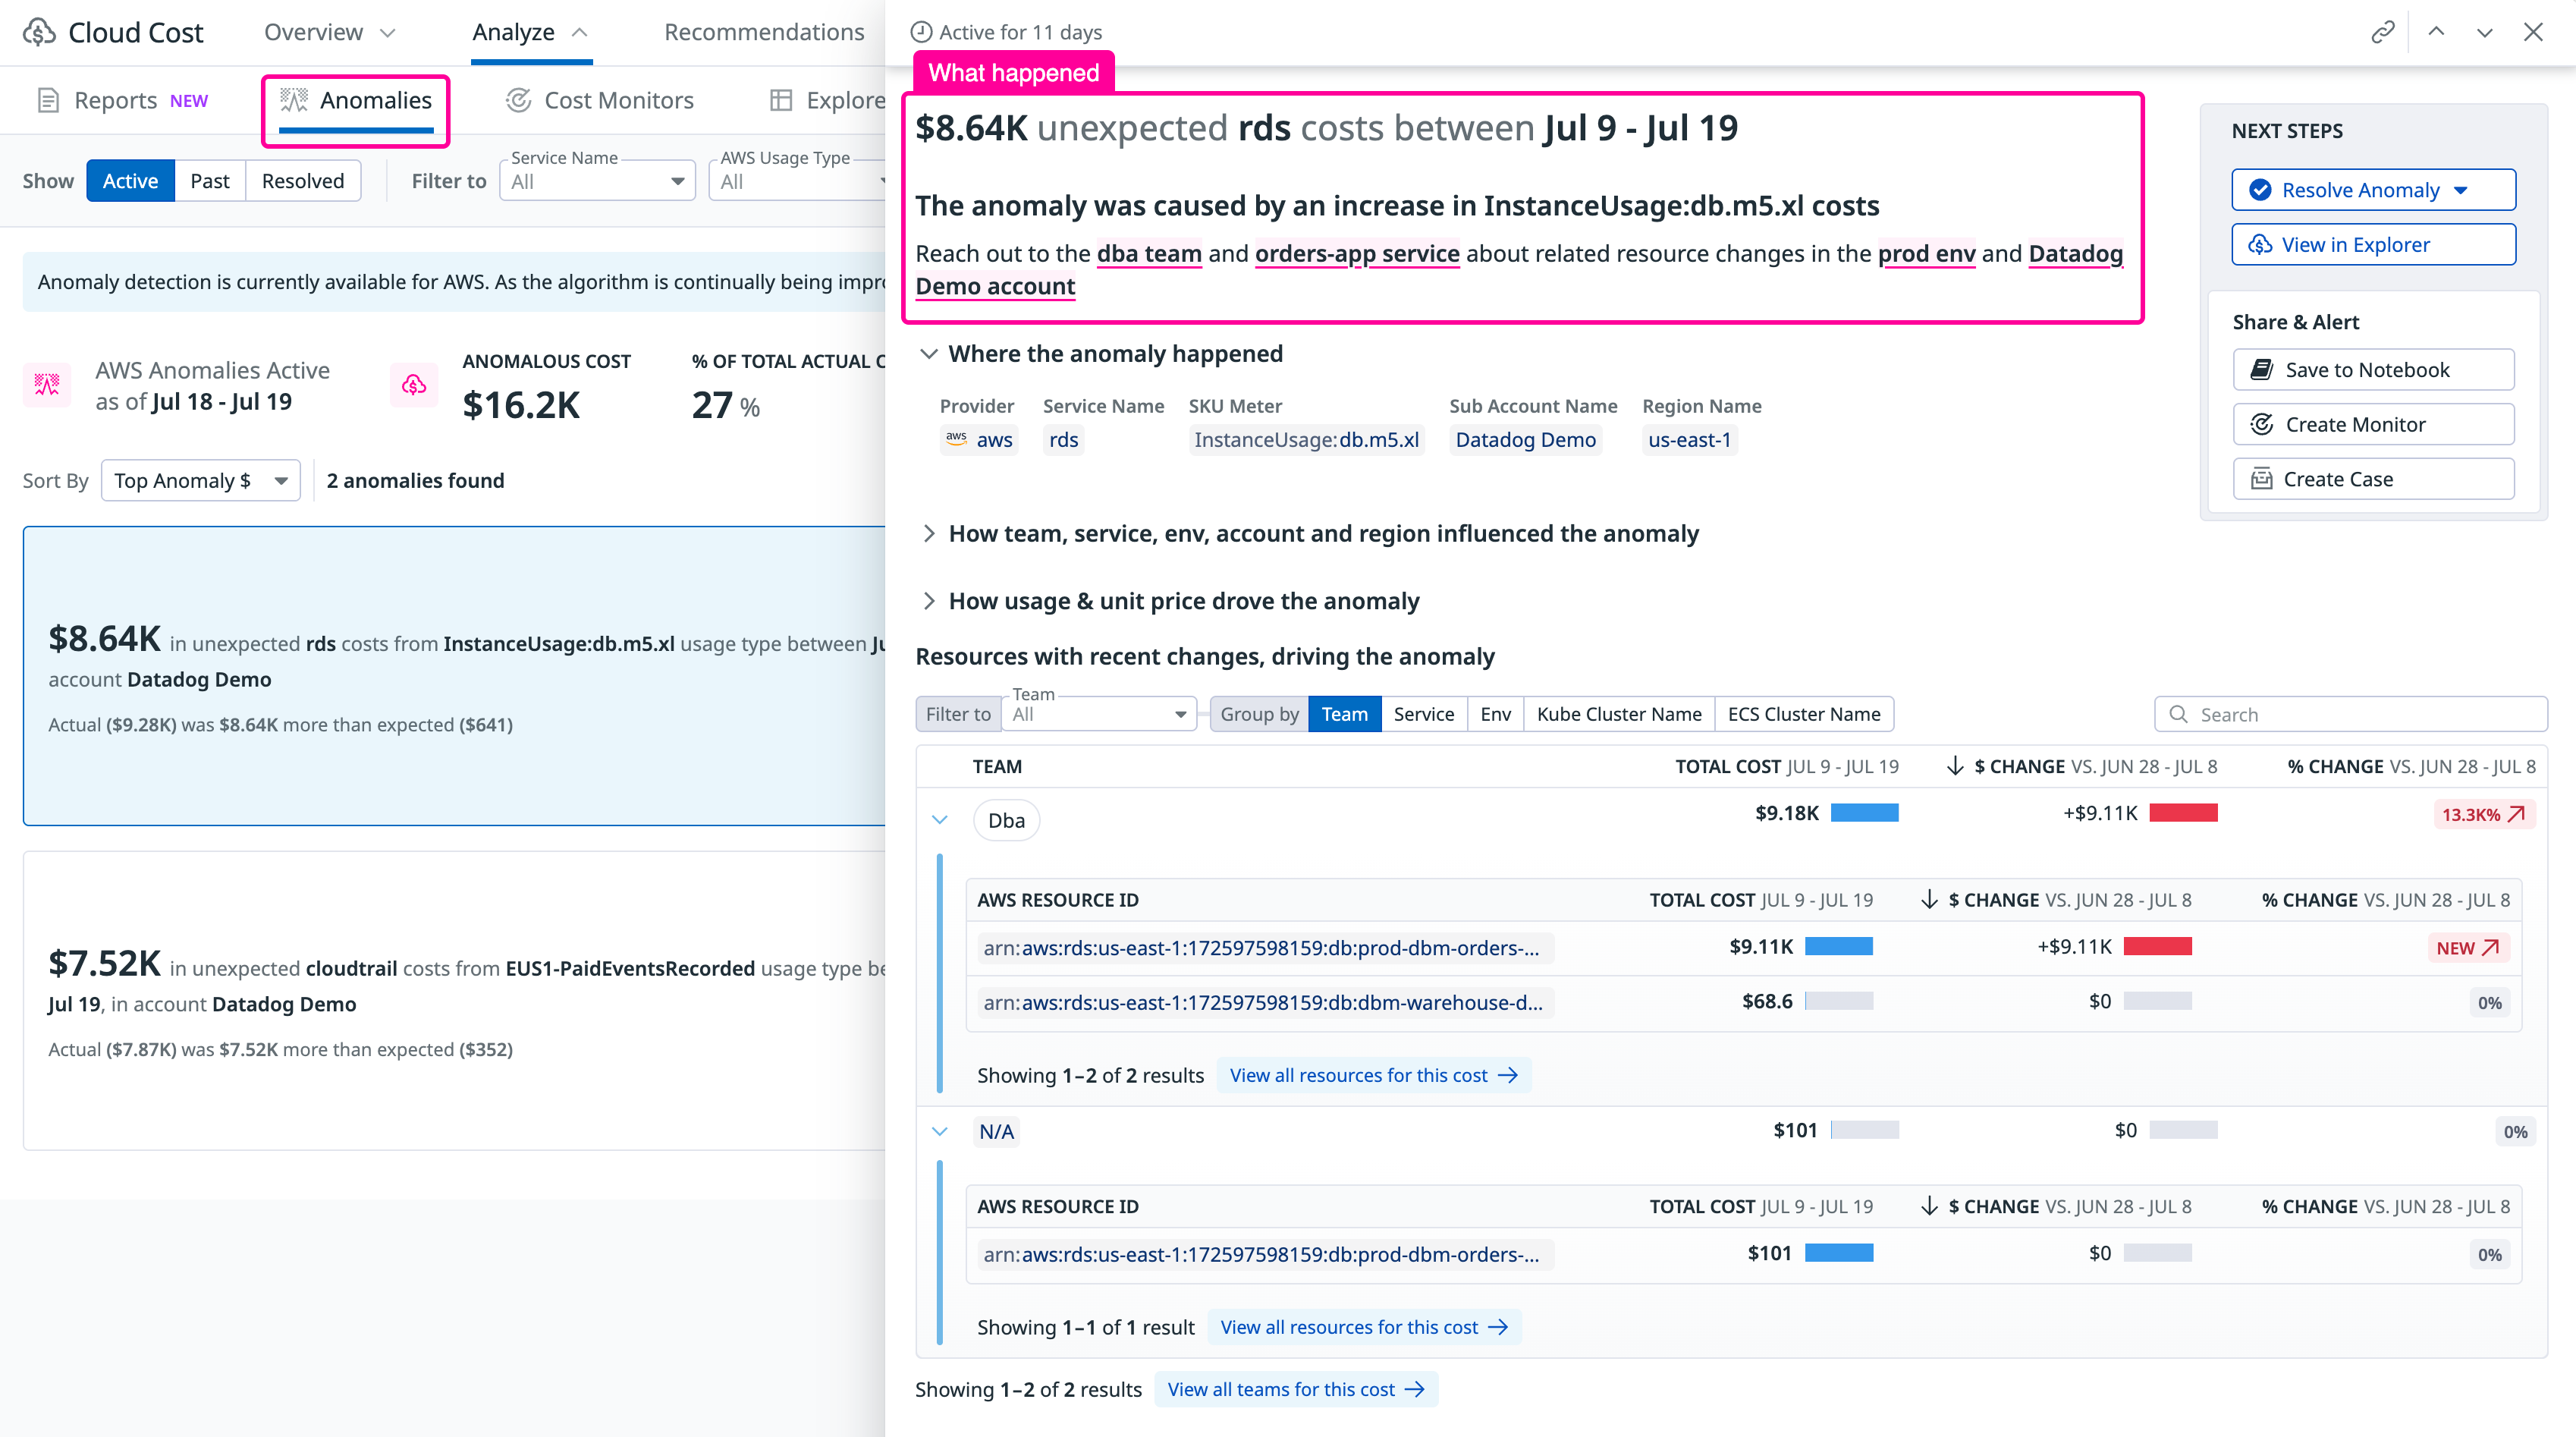 Cloud Cost
Overview
Analyze
Recommendations
Reports NEW
Anomalies
Cost Monitors
Explore
Show
Active
Past
Resolved
Filter to
Service Name
All
AWS Usage Type
All
Anomaly detection is currently available for AWS. As the algorithm is continually being impr
AWS Anomalies Active
as of Jul 18 - Jul 19
ANOMALOUS COST
$16.2K
% OF TOTAL ACTUAL C
27 %
Sort By
Top Anomaly $
2 anomalies found
$8.64K in unexpected rds costs from InstanceUsage:db.m5.xl usage type between Ju
account Datadog Demo
Actual ($9.28K) was $8.64K more than expected ($641)
$7.52K in unexpected cloudtrail costs from EUS1-PaidEventsRecorded usage type be
Jul 19, in account Datadog Demo
Actual ($7.87K) was $7.52K more than expected ($352)
Active for 11 days
What happened
$8.64K unexpected rds costs between Jul 9 - Jul 19
The anomaly was caused by an increase in InstanceUsage:db.m5.xl costs
Reach out to the dba team and orders-app service about related resource changes in the prod env and Datadog
Demo account
NEXT STEPS
Resolve Anomaly
View in Explorer
Share & Alert
Save to Notebook
Create Monitor
Create Case
Where the anomaly happened
Provider Service Name SKU Meter Sub Account Name Region Name
aws aws rds InstanceUsage:db.m5.xl Datadog Demo us-east-1
How team, service, env, account and region influenced the anomaly
How usage & unit price drove the anomaly
Resources with recent changes, driving the anomaly
Filter to
Team
All
Group by
Team
Service
Env
Kube Cluster Name
ECS Cluster Name
Search
TEAM TOTAL COST JUL 9 - JUL 19 $ CHANGE VS. JUN 28 - JUL 8 % CHANGE VS. JUN 28 - JUL 8
Dba $9.18K +$9.11K 13.3K%
AWS RESOURCE ID TOTAL COST JUL 9 - JUL 19 $ CHANGE VS. JUN 28 - JUL 8 % CHANGE VS. JUN 28 - JUL 8
arn:aws:rds:us-east-1:172597598159:db:prod-dbm-orders-... $9.11K +$9.11K NEW
arn:aws:rds:us-east-1:172597598159:db:dbm-warehouse-d... $68.6 $0 0%
Showing 1–2 of 2 results View all resources for this cost
N/A $101 $0 0%
AWS RESOURCE ID TOTAL COST JUL 9 - JUL 19 $ CHANGE VS. JUN 28 - JUL 8 % CHANGE VS. JUN 28 - JUL 8
arn:aws:rds:us-east-1:172597598159:db:prod-dbm-orders-... $101 $0 0%
Showing 1–1 of 1 result View all resources for this cost
Showing 1–2 of 2 results View all teams for this cost